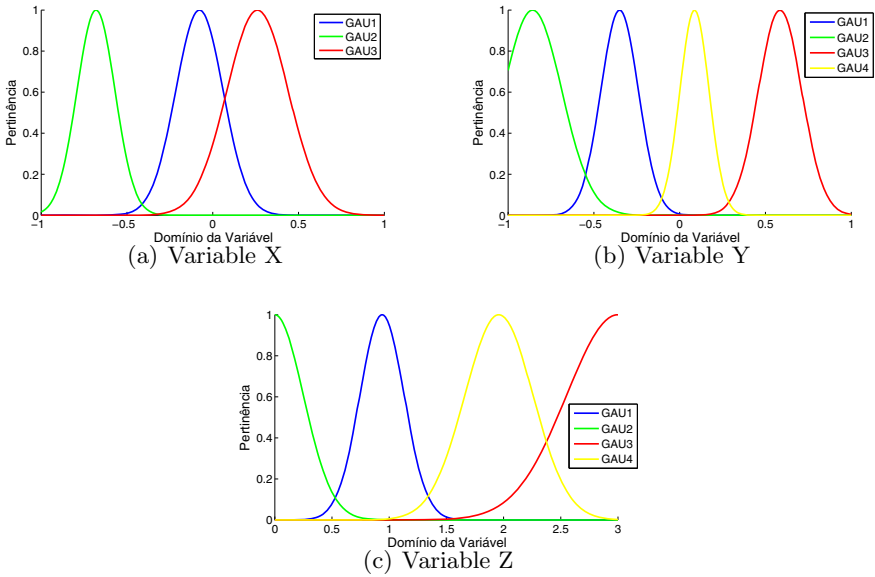 1
0.8
0.6
0.4
0.2
0
Pertinência
−1
−0.5
0
0.5
1
Domínio da Variável
GAU1
GAU2
GAU3
(a) Variable X
1
0.8
0.6
0.4
0.2
0
Pertinência
−1
−0.5
0
0.5
1
Domínio da Variável
GAU1
GAU2
GAU3
GAU4
(b) Variable Y
1
0.8
0.6
0.4
0.2
0
Pertinência
0
0.5
1
1.5
2
2.5
3
Domínio da Variável
GAU1
GAU2
GAU3
GAU4
(c) Variable Z